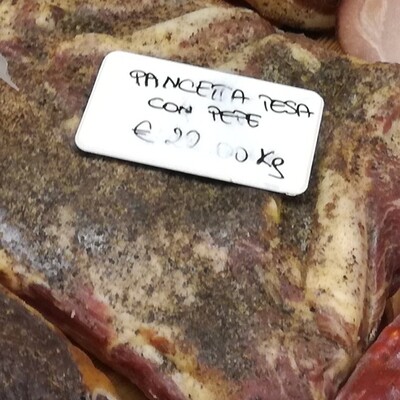 PANCETTA TESA
CON PEPE
€ 20 00 Kg